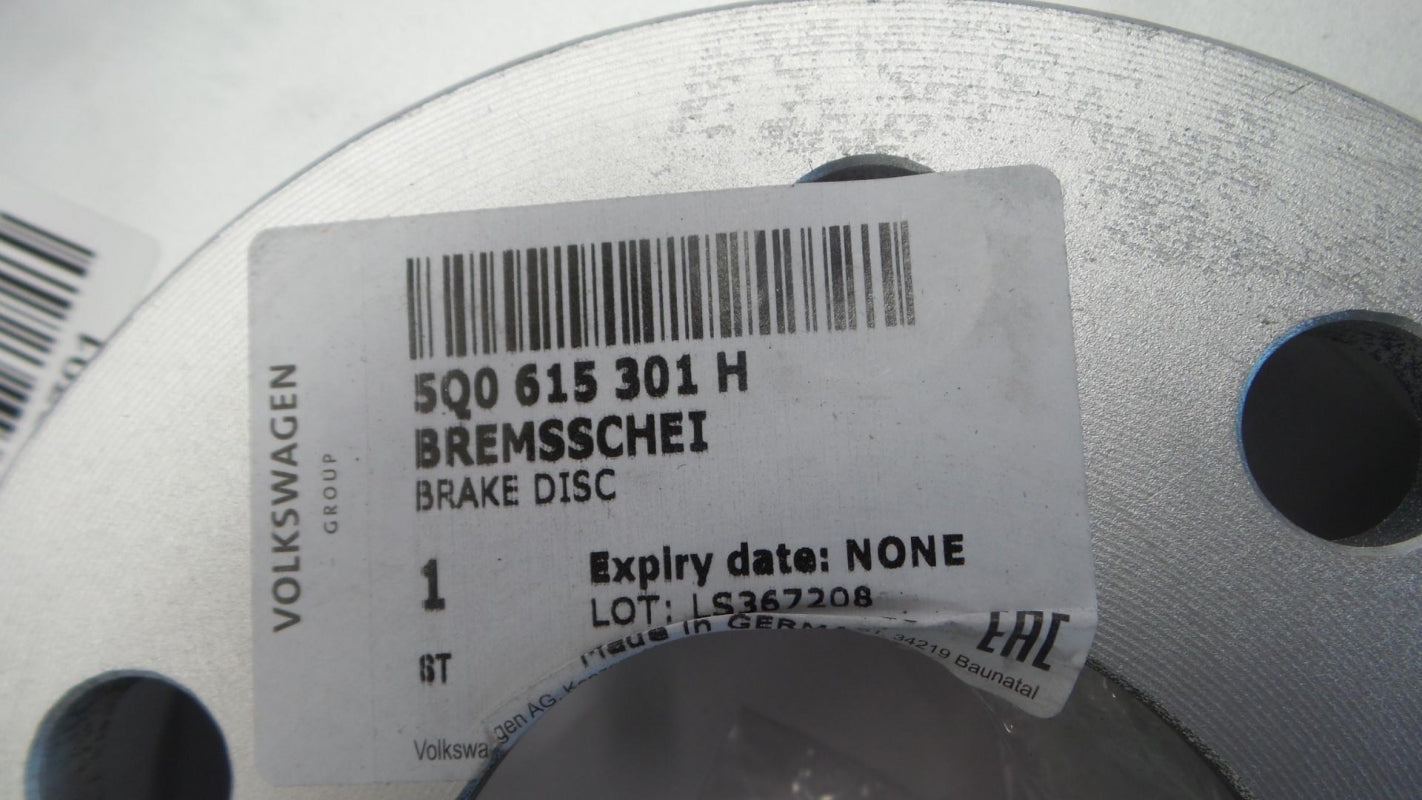 VOLKSWAGEN
GROUP
5Q0 615 301 H
BREMSSCHEI
BRAKE DISC
1
ST
Expiry date: NONE
LOT: LS367208
Made in GERMA
EAC
34219 Baunatal
Volkswa gen AG,
301